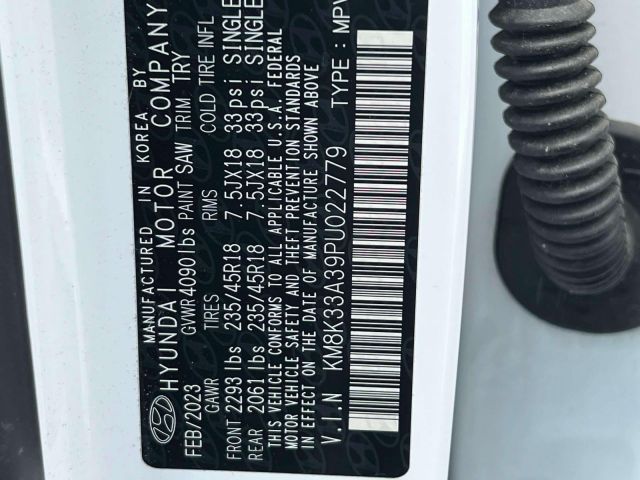 MANUFACTURED IN KOREA BY
HYUNDAI MOTOR COMPANY
FEB/2023 GVWR 4090 lbs PAINT SAW TRIM TRY
GAWR TIRES RIMS COLD TIRE INFL
FRONT 2293 lbs 235/45R18 7.5JX18 33psi SINGLE
REAR 2061 lbs 235/45R18 7.5JX18 33psi SINGLE
THIS VEHICLE CONFORMS TO ALL APPLICABLE U.S.A. FEDERAL
MOTOR VEHICLE SAFETY AND THEFT PREVENTION STANDARDS
IN EFFECT ON THE DATE OF MANUFACTURE SHOWN ABOVE
V.I.N KM8K33A39PU022779 TYPE : MPV